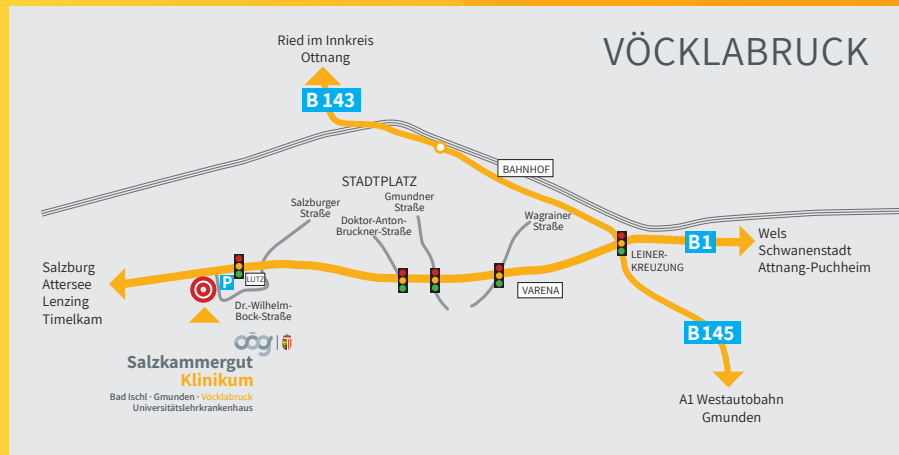 VÖCKLABRUCK
Ried im Innkreis
Ottnang
B 143
BAHNHOF
STADTPLATZ
Salzburger
Straße
Doktor-Anton-
Bruckner-Straße
Gmundner
Straße
Wagrainer
Straße
B1
Wels
Schwanenstadt
Attnang-Puchheim
LEINER-
KREUZUNG
Salzburg
Attersee
Lenzing
Timelkam
P
LUTZ
VARENA
Dr.-Wilhelm-
Bock-Straße
B145
oög
Salzkammergut
Klinikum
Bad Ischl · Gmunden · Vöcklabruck
Universitätslehrkrankenhaus
A1 Westautobahn
Gmunden